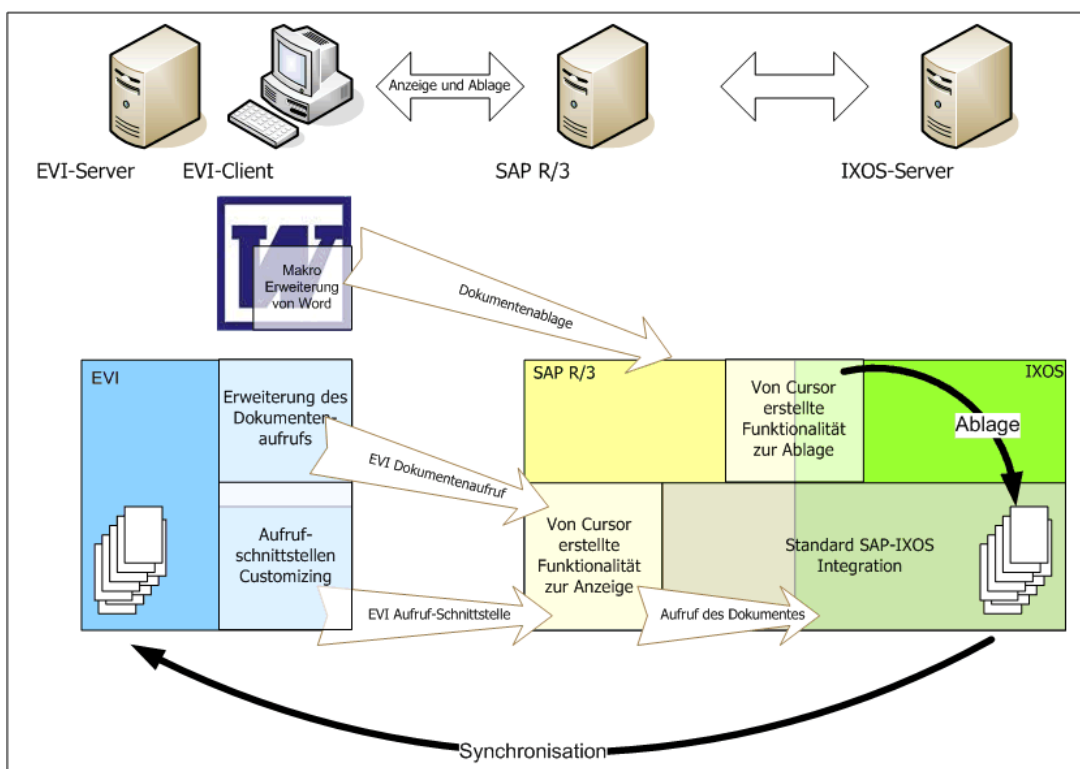 Anzeige und Ablage
EVI-Server
EVI-Client
SAP R/3
IXOS-Server
W
Makro
Erweiterung
von Word
Dokumentenablage
EVI
Erweiterung des
Dokumenten-
aufrufs
SAP R/3
Von Cursor
erstellte
Funktionalität
zur Ablage
IXOS
Ablage
EVI Dokumentenaufruf
Aufruf-
schnittstellen
Customizing
Von Cursor
erstellte
Funktionalität
zur Anzeige
Standard SAP-IXOS
Integration
EVI Aufruf-Schnittstelle
Aufruf des Dokumentes
Synchronisation